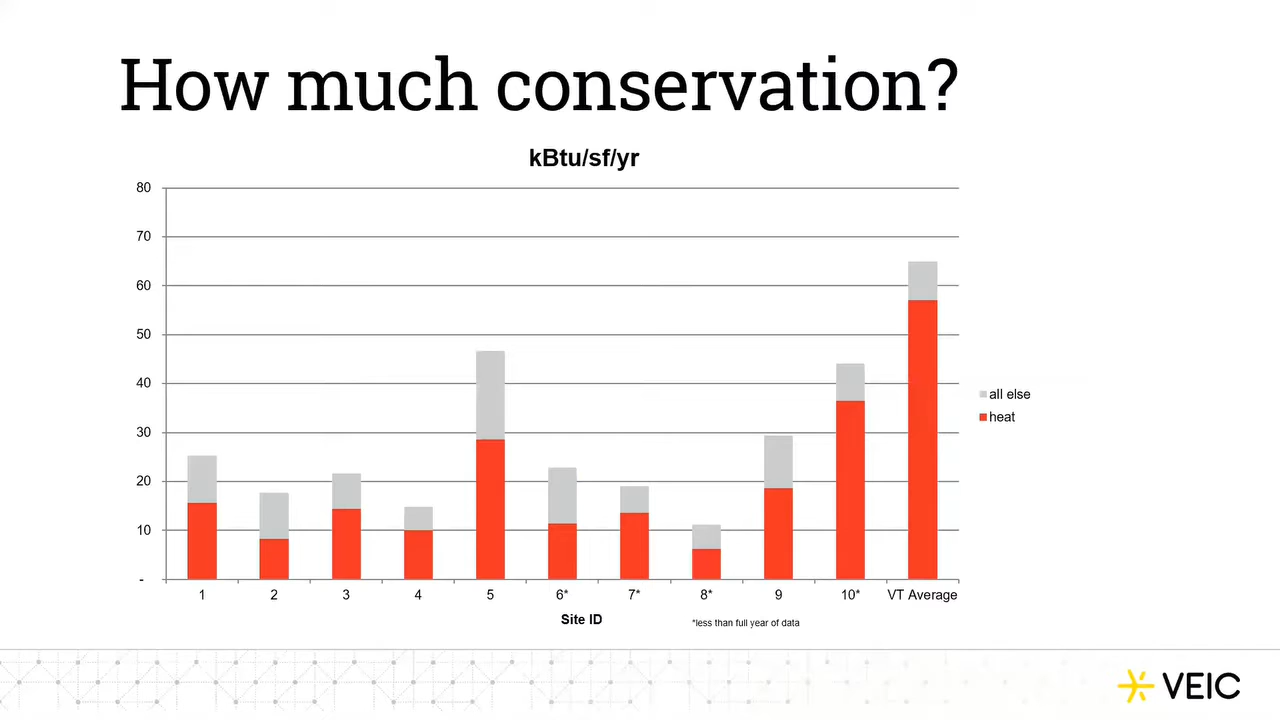 How much conservation?
kBtu/sf/yr
80
70
60
50
40
30
20
10
-
all else
heat
1 2 3 4 5 6* 7* 8* 9 10* VT Average
Site ID
*less than full year of data
VEIC